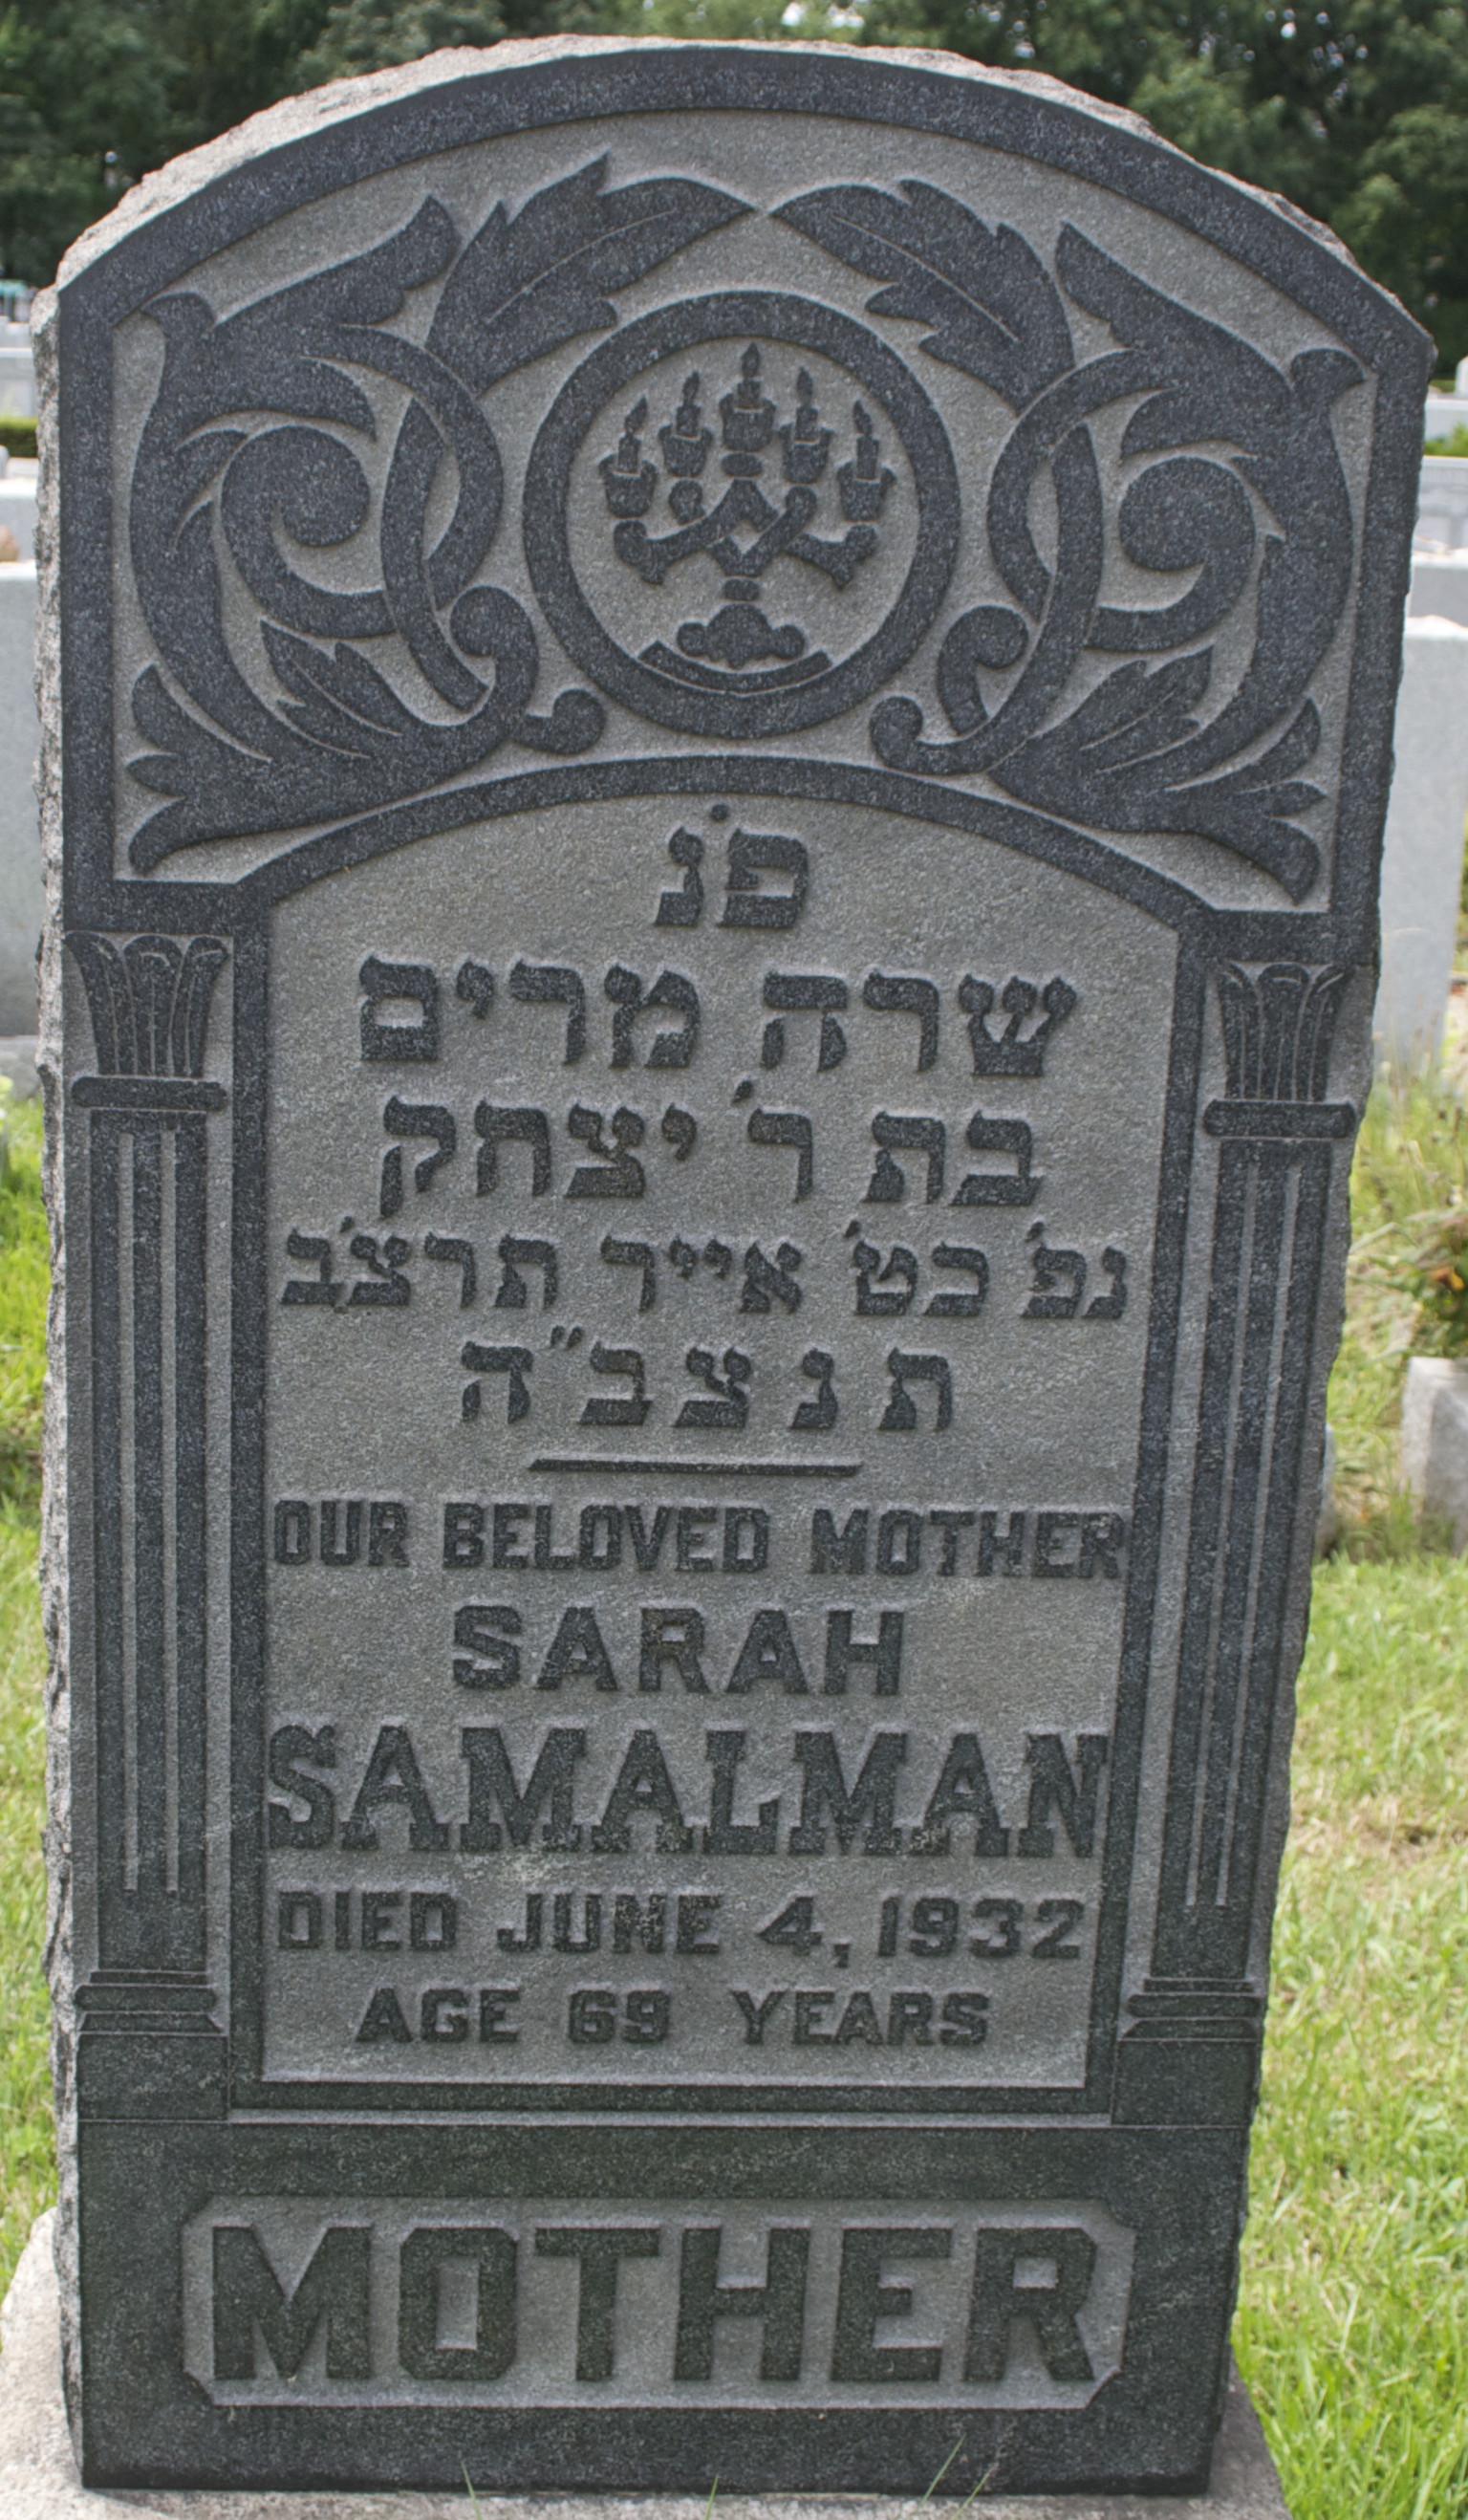 פ׳נ
שרה מרים
בת ר׳ יצחק
נפ׳ כט׳ אייר תרצ׳ב
תנצב״ה
OUR BELOVED MOTHER
SARAH
SAMALMAN
DIED JUNE 4, 1932
AGE 69 YEARS
MOTHER